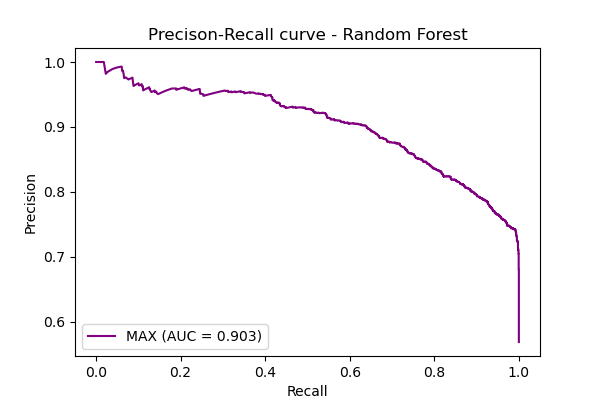 Precison-Recall curve - Random Forest
1.0
0.9
0.8
0.7
0.6
Precision
MAX (AUC = 0.903)
0.0 0.2 0.4 0.6 0.8 1.0
Recall